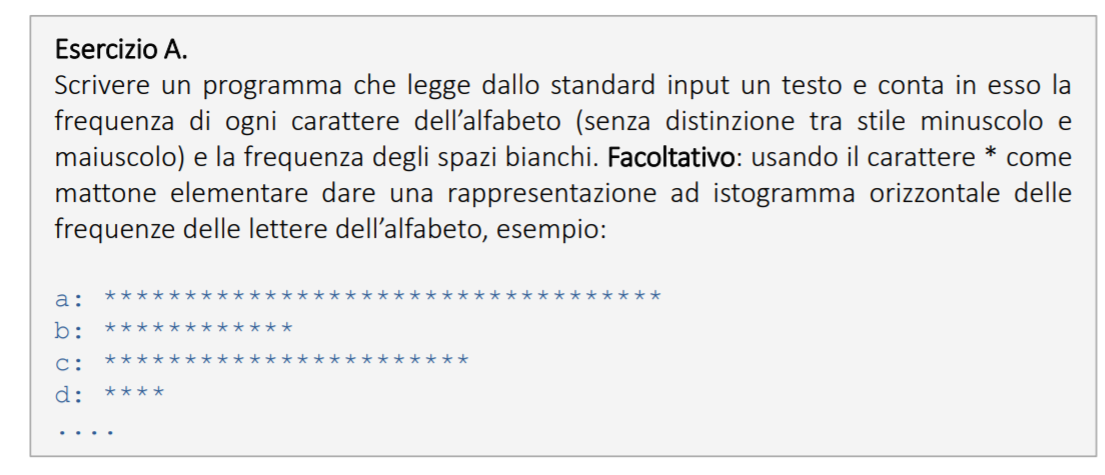 Esercizio A.
Scrivere un programma che legge dallo standard input un testo e conta in esso la
frequenza di ogni carattere dell'alfabeto (senza distinzione tra stile minuscolo e
maiuscolo) e la frequenza degli spazi bianchi. Facoltativo: usando il carattere * come
mattone elementare dare una rappresentazione ad istogramma orizzontale delle
frequenze delle lettere dell'alfabeto, esempio:
a: ***********************************
b: ************
c: ***********************
d: ****
....